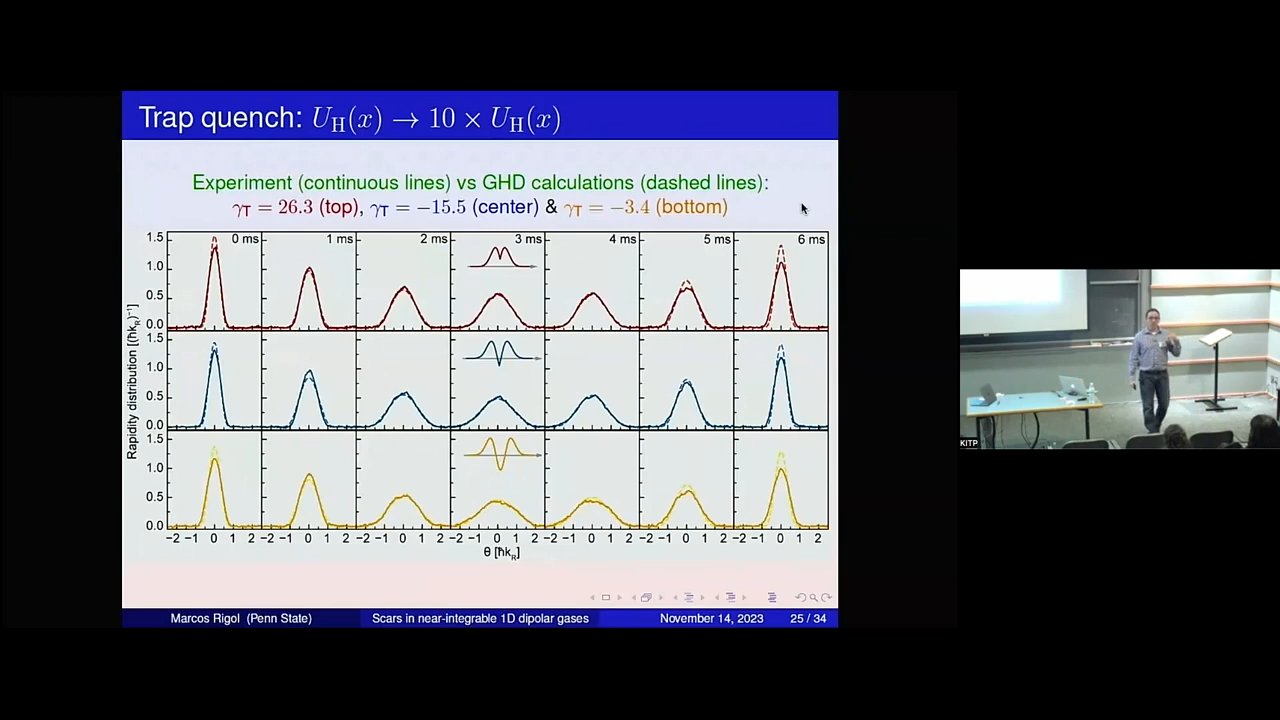 Trap quench: U_H(x) → 10 × U_H(x)
Experiment (continuous lines) vs GHD calculations (dashed lines):
γ_T = 26.3 (top), γ_T = −15.5 (center) & γ_T = −3.4 (bottom)
0 ms 1 ms 2 ms 3 ms 4 ms 5 ms 6 ms
1.5
1.0
0.5
0.0
1.5
1.0
0.5
0.0
1.5
1.0
0.5
0.0
Rapidity distribution [(ħk_R)⁻¹]
−2 −1 0 1 2 −2 −1 0 1 2 −2 −1 0 1 2 −2 −1 0 1 2 −2 −1 0 1 2 −2 −1 0 1 2 −2 −1 0 1 2
θ [ħk_R]
Marcos Rigol (Penn State) Scars in near-integrable 1D dipolar gases November 14, 2023 25 / 34
KITP